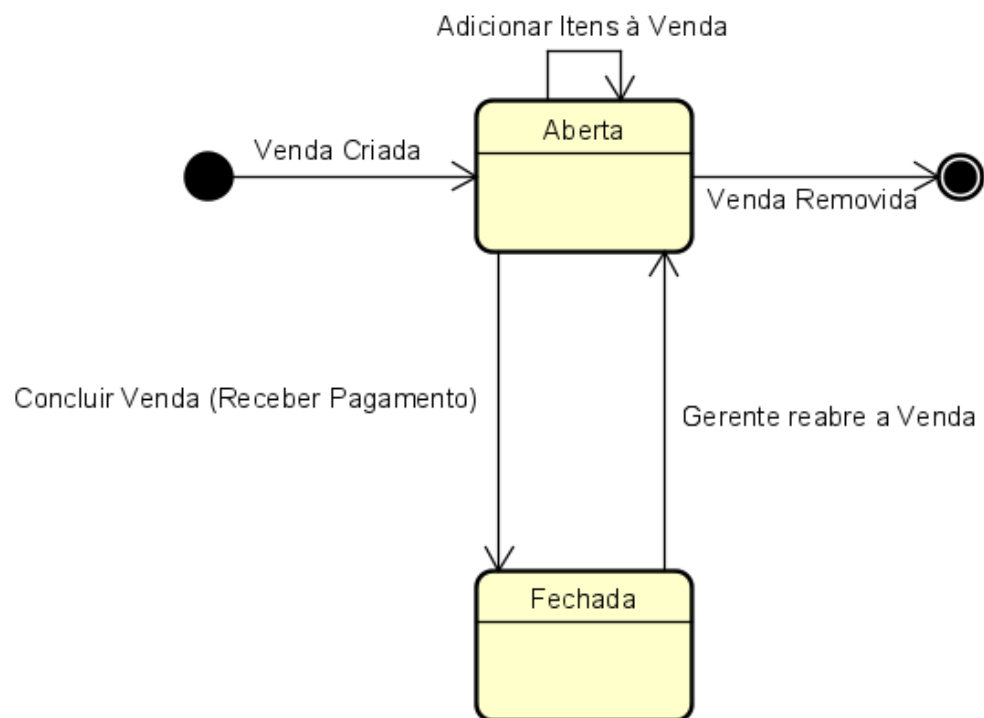 Adicionar Itens à Venda
Aberta
Venda Criada
Venda Removida
Concluir Venda (Receber Pagamento)
Gerente reabre a Venda
Fechada